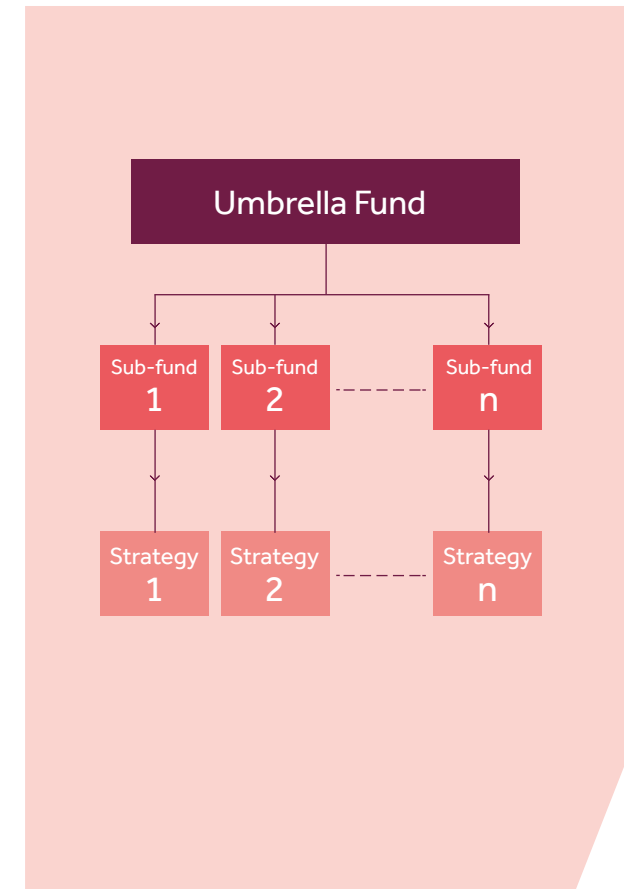 Umbrella Fund
Sub-fund Sub-fund Sub-fund
1 2 n
Strategy Strategy Strategy
1 2 n